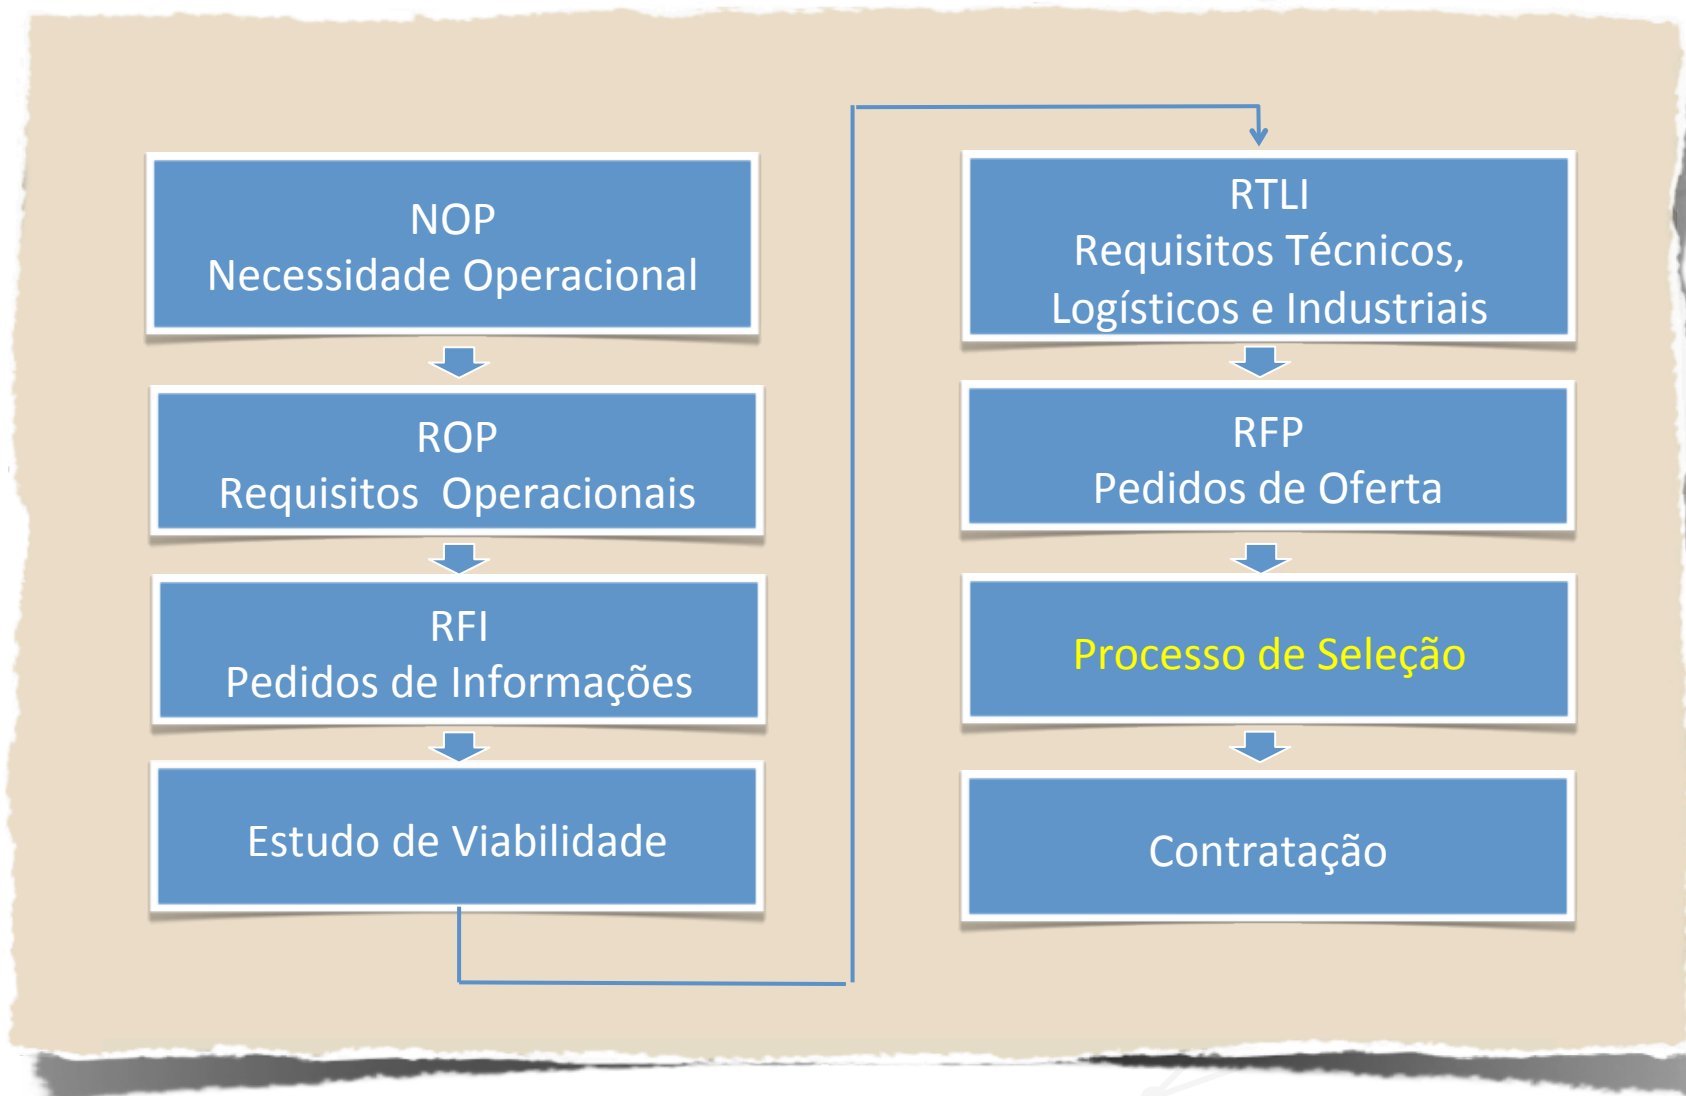 NOP
Necessidade Operacional
ROP
Requisitos  Operacionais
RFI
Pedidos de Informações
Estudo de Viabilidade
RTLI
Requisitos Técnicos,
Logísticos e Industriais
RFP
Pedidos de Oferta
Processo de Seleção
Contratação